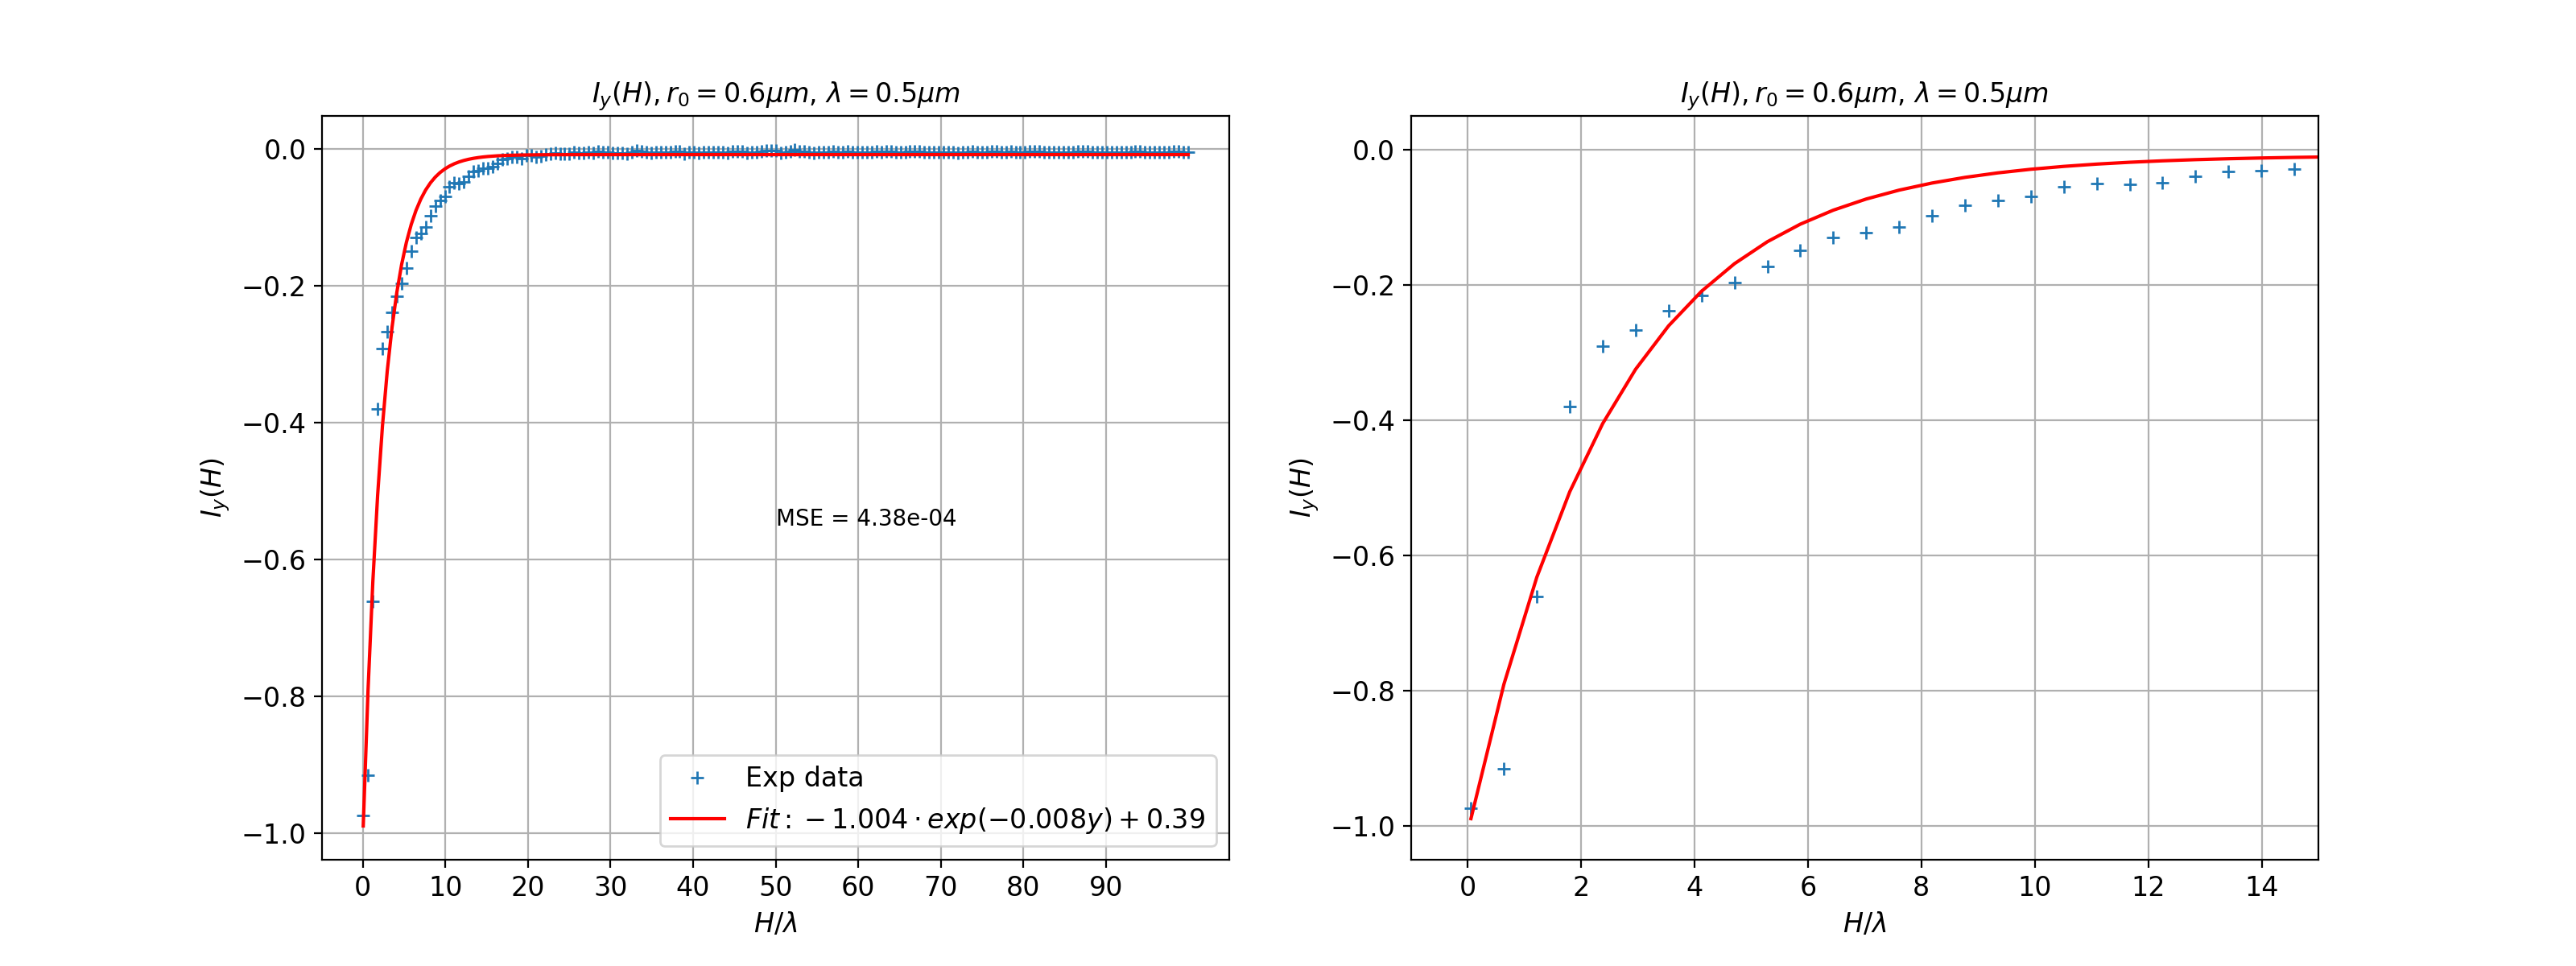 I_y(H), r_0 = 0.6μm, λ = 0.5μm
0.0
−0.2
−0.4
−0.6
−0.8
−1.0
I_y(H)
MSE = 4.38e-04
Exp data
Fit: −1.004 · exp(−0.008y) + 0.39
0 10 20 30 40 50 60 70 80 90
H/λ
I_y(H), r_0 = 0.6μm, λ = 0.5μm
0.0
−0.2
−0.4
−0.6
−0.8
−1.0
I_y(H)
0 2 4 6 8 10 12 14
H/λ